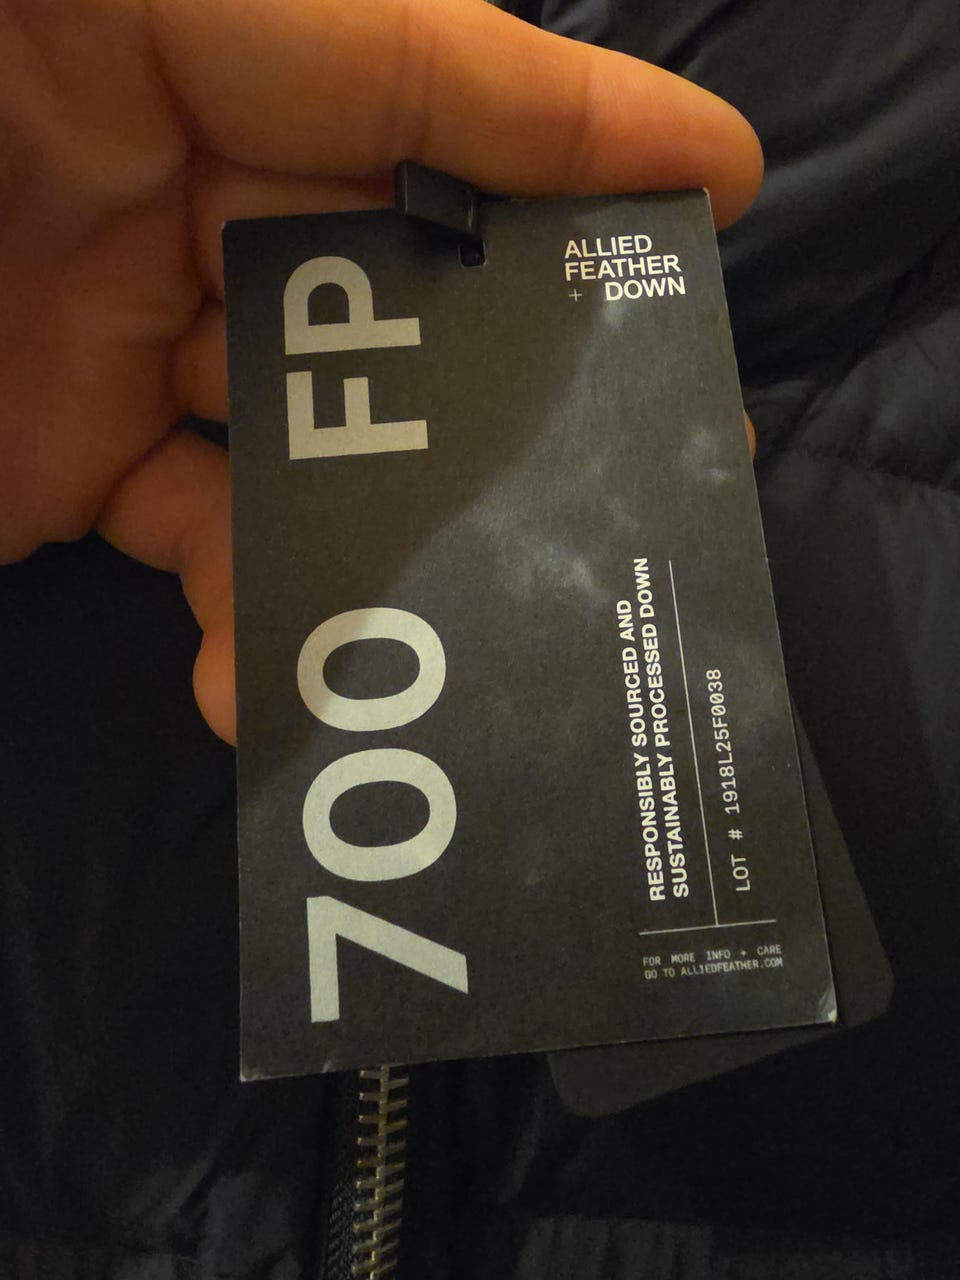 ALLIED
FEATHER
+ DOWN
700 FP
RESPONSIBLY SOURCED AND
SUSTAINABLY PROCESSED DOWN
LOT # 1918L25F0038
FOR MORE INFO + CARE
GO TO ALLIEDFEATHER.COM